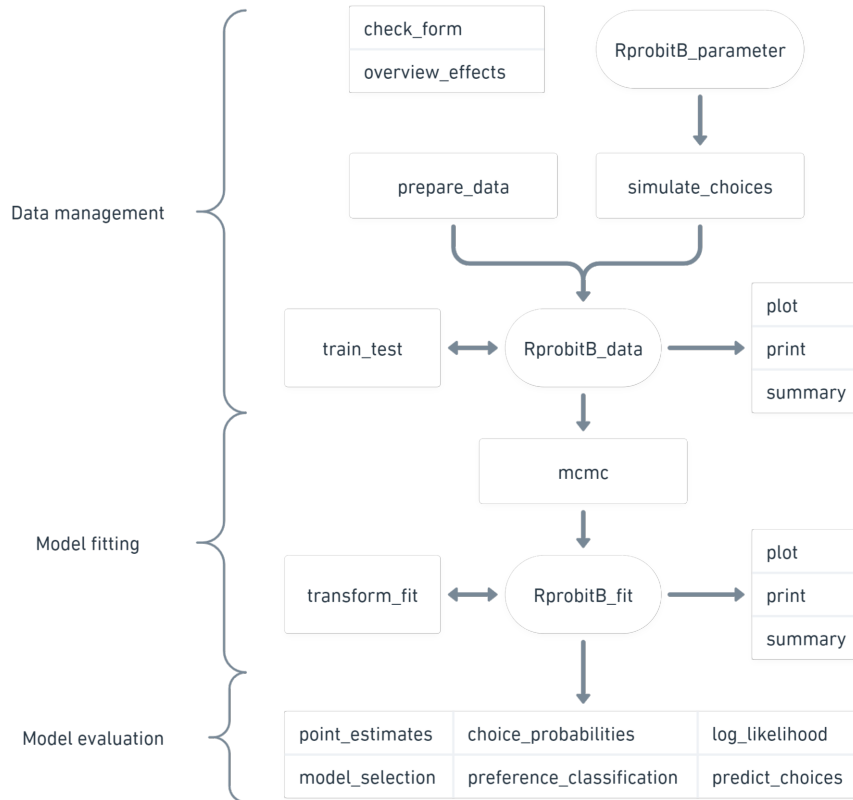 check_form
overview_effects
RprobitB_parameter
prepare_data
simulate_choices
Data management
train_test
RprobitB_data
plot
print
summary
mcmc
Model fitting
transform_fit
RprobitB_fit
plot
print
summary
Model evaluation
point_estimates
choice_probabilities
log_likelihood
model_selection
preference_classification
predict_choices